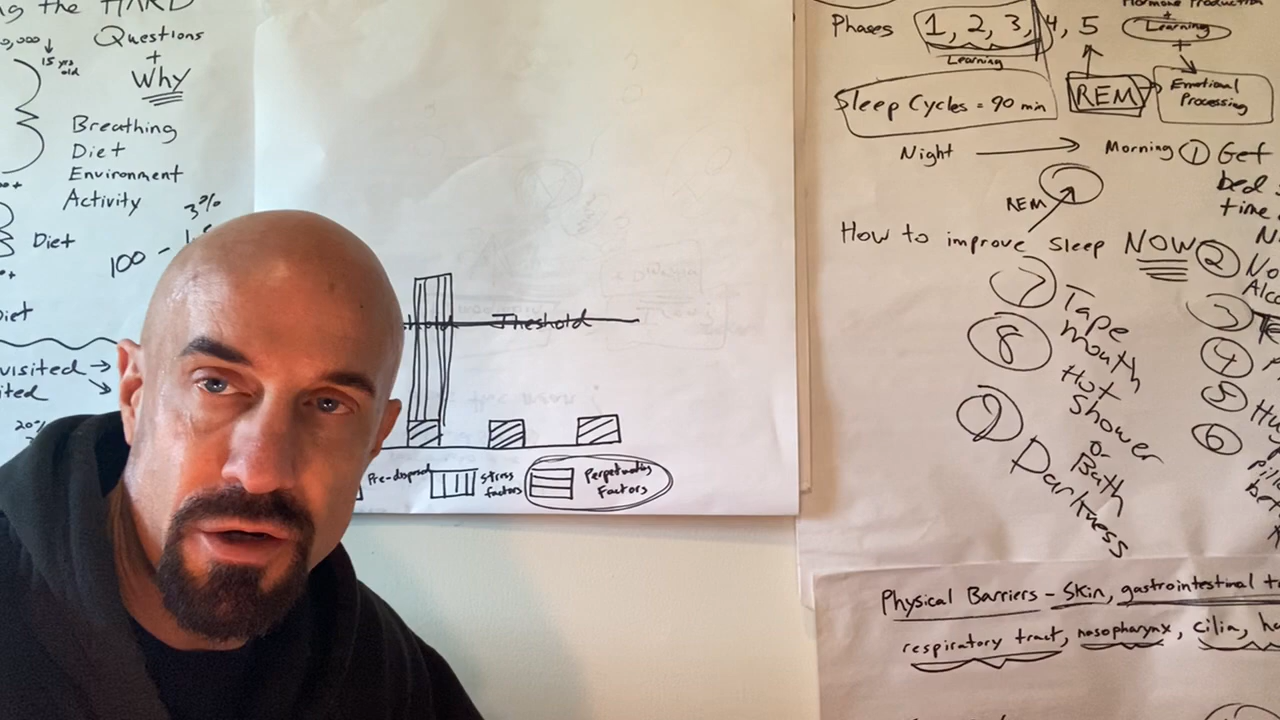 ng the HARD
Questions
+
Why
15 yrs
old
Breathing
Diet
Environment
Activity
Diet
3%
100 -
Diet
visited →
ited
20%
Theshold
Pre-disposed
Stress
factors
Perpetuating
Factors
Phases 1, 2, 3, 4, 5
Learning
Hormone Production
+
Learning
+
Sleep Cycles = 90 min
REM
Emotional
Processing
Night → Morning
REM
How to improve sleep NOW
① Get
bed
time
②
No
Alco
③
④
⑤
⑥
⑦ Tape
mouth
⑧ Hot
Shower
or
Bath
⑨ Darkness
Physical Barriers - Skin, gastrointestinal t
respiratory tract, nasopharynx, cilia, ha